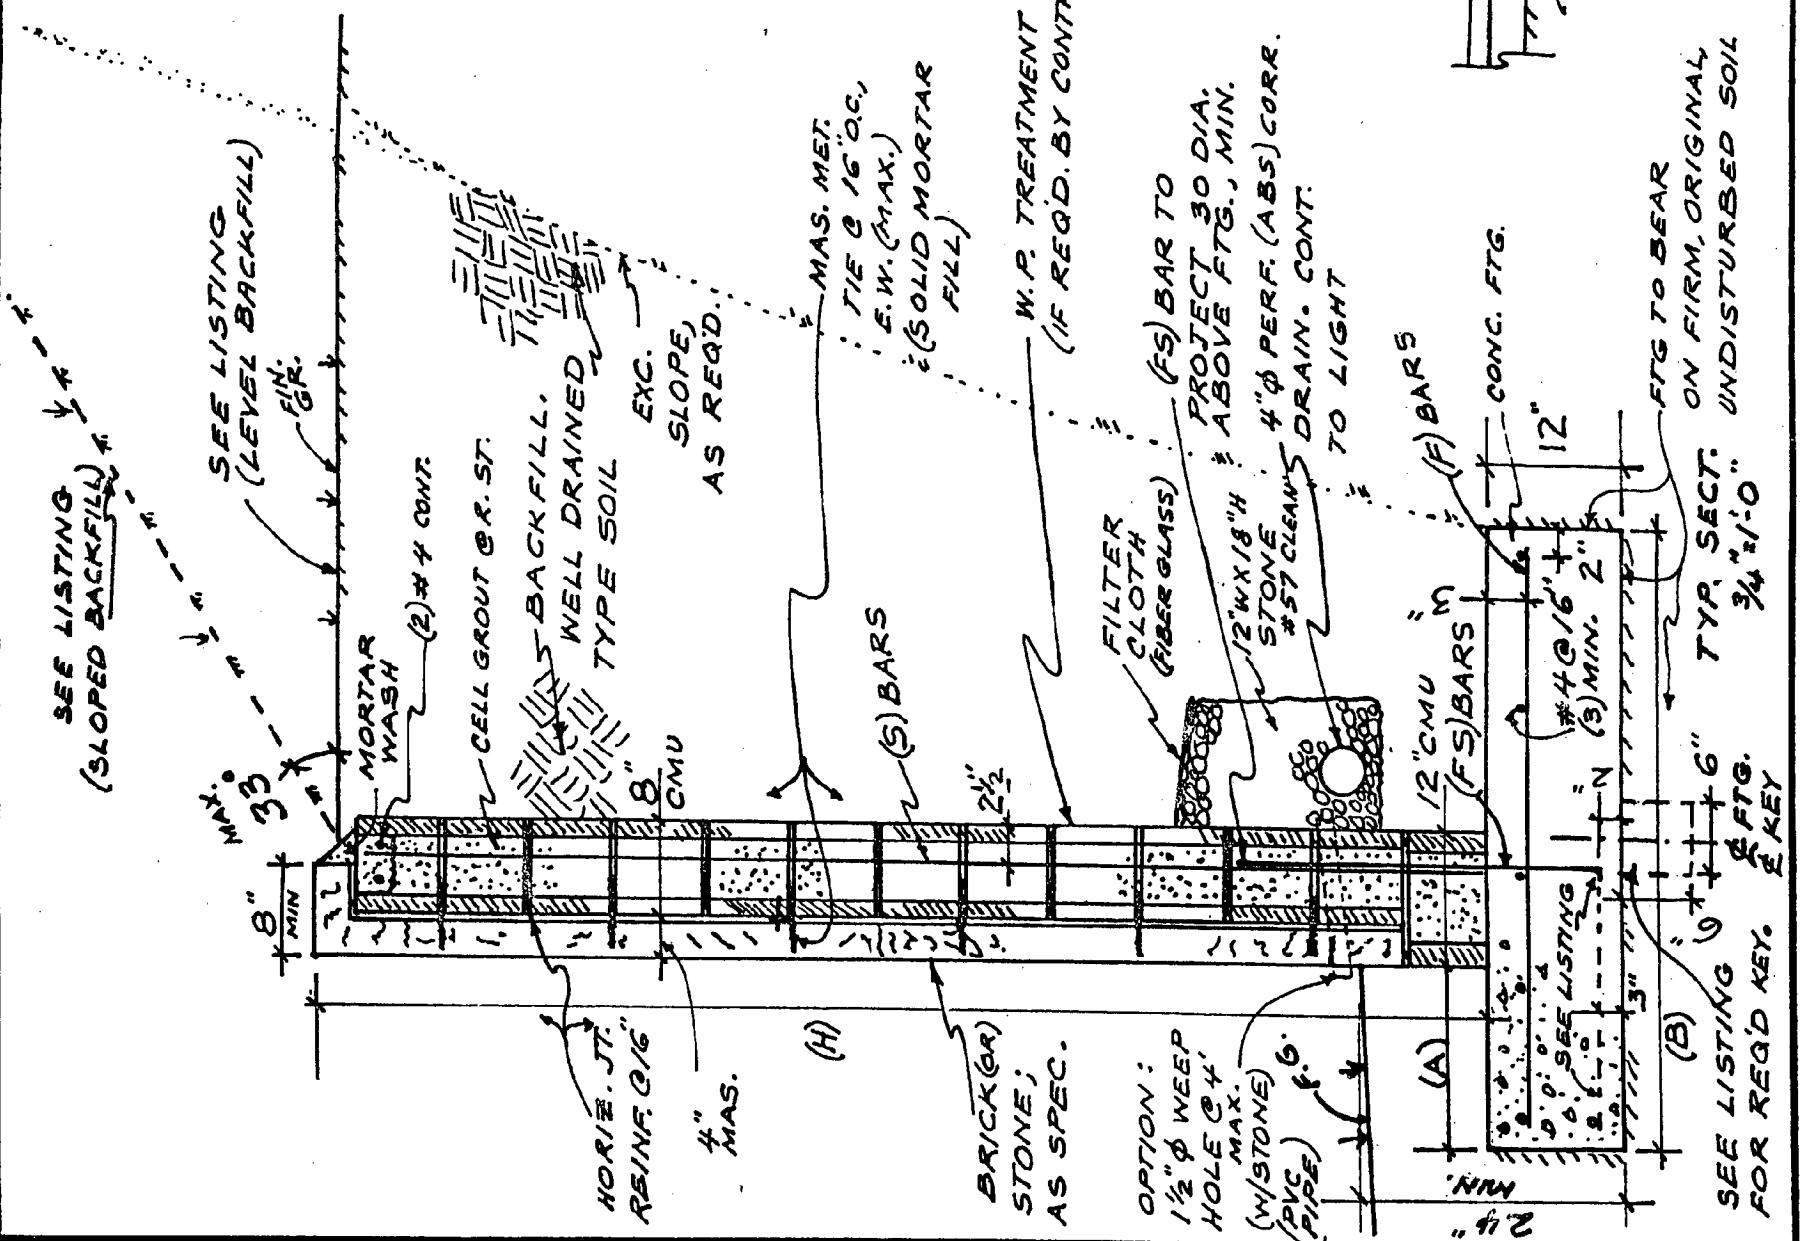 SEE LISTING
(SLOPED BACKFILL)
SEE LISTING
(LEVEL BACKFILL)
FIN.
GR.
MAX.
33°
8"
MIN
MORTAR
WASH
(2) #4 CONT.
CELL GROUT @ R. ST.
BACKFILL.
WELL DRAINED
TYPE SOIL
EXC.
SLOPE,
AS REQ'D.
MAS. MET.
TIE @ 16" O.C.,
E.W. (MAX.)
(SOLID MORTAR
FILL)
8"
CMU
(S) BARS
2½"
W.P. TREATMENT
(IF REQ'D. BY
HORIZ. JT.
REINF. @ 16"
4"
MAS.
(H)
BRICK (OR)
STONE;
AS SPEC.
FILTER
CLOTH
(FIBERGLASS)
(FS) BAR TO
PROJECT 30 DIA.
ABOVE FTG., MIN.
12" W X 18" H
STONE
#57 CLEAN
4" ϕ PERF. (ABS) CORR.
DRAIN. CONT.
TO LIGHT
OPTION:
1½" ϕ WEEP
HOLE @ 4'
MAX.
(W/STONE)
(PVC
PIPE)
F.G.
12" CMU
(FS) BARS
3"
(F) BARS
CONC. FTG.
12"
#4 @ 16"
(3) MIN.
2"
(A)
SEE LISTING
2"
3"
(B)
24"
MIN.
6"
6"
℄ FTG.
℄ KEY
SEE LISTING
FOR REQ'D KEY.
FTG TO BEAR
ON FIRM, ORIGINAL,
UNDISTURBED SOIL
TYP. SECT.
¾" = 1'-0"